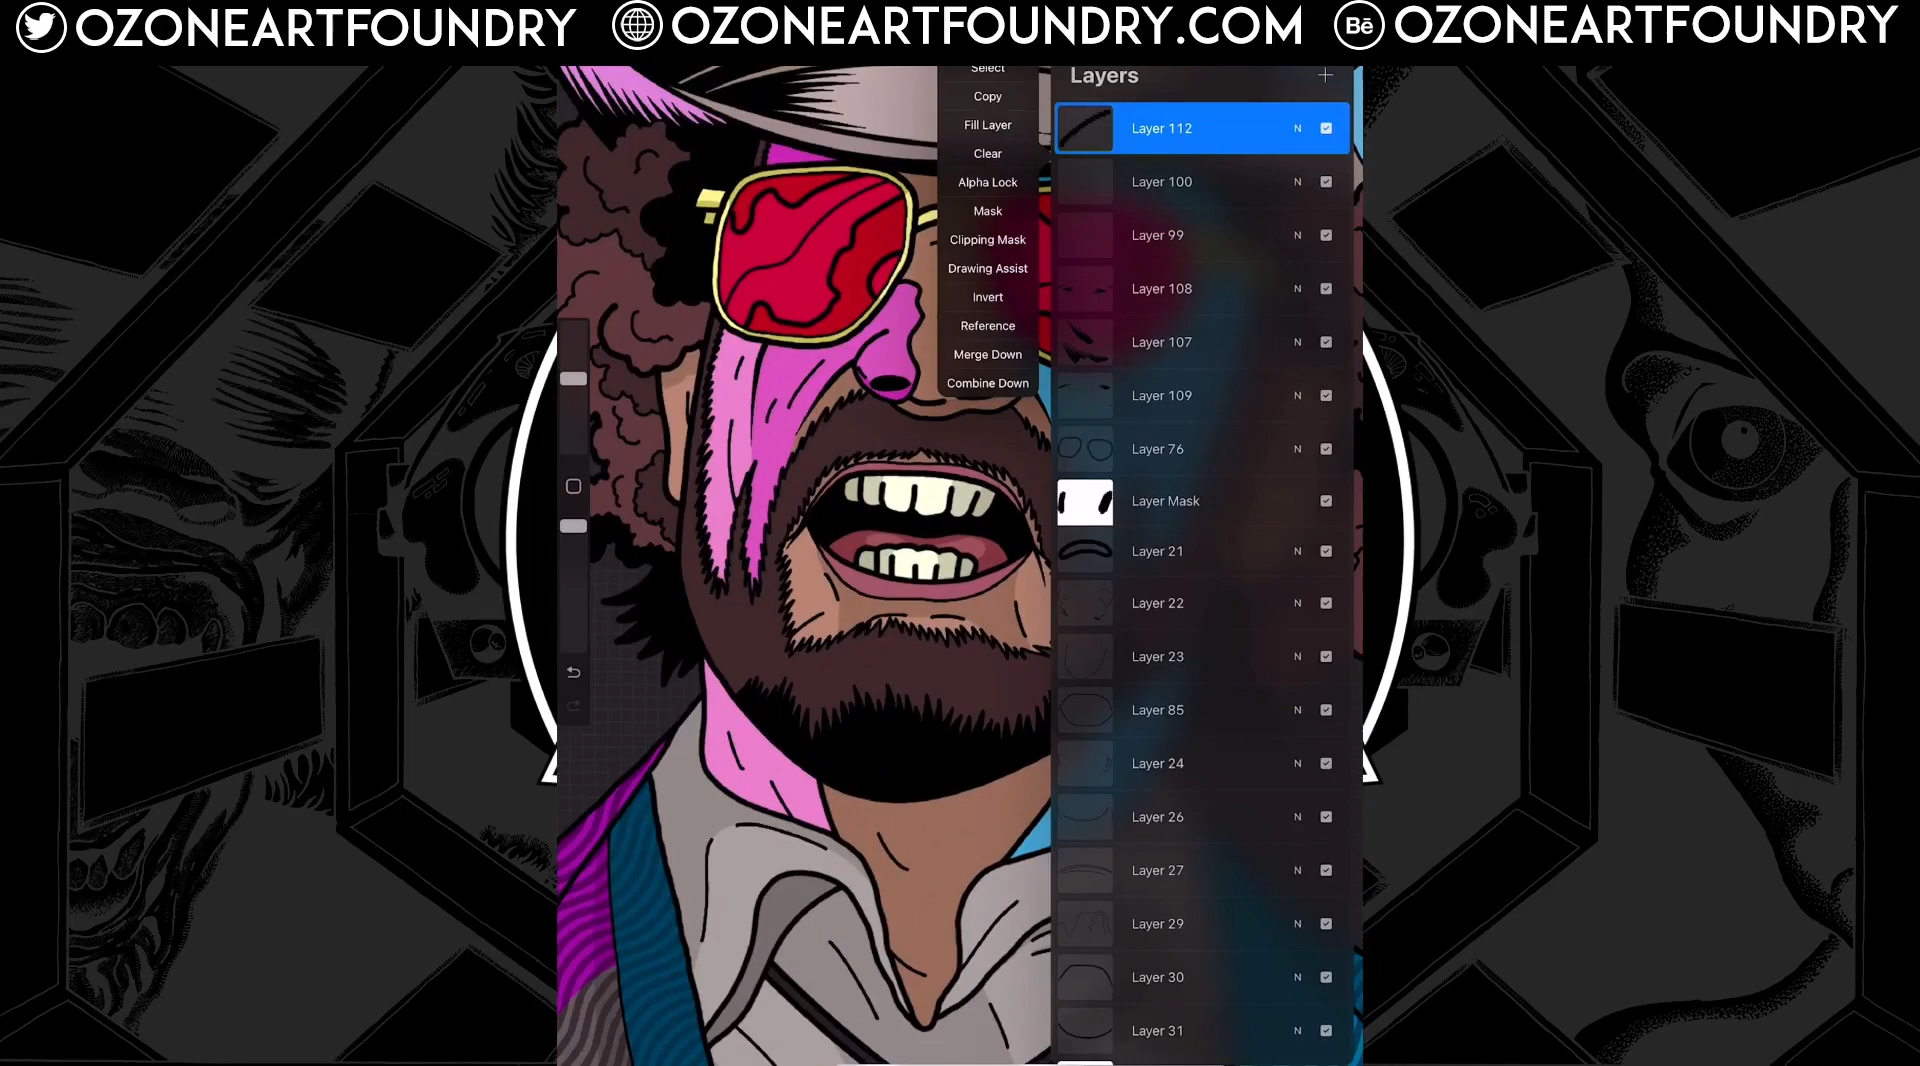 OZONEARTFOUNDRY OZONEARTFOUNDRY.COM Bē OZONEARTFOUNDRY
Select
Copy
Fill Layer
Clear
Alpha Lock
Mask
Clipping Mask
Drawing Assist
Invert
Reference
Merge Down
Combine Down
Layers
Layer 112 N
Layer 100 N
Layer 99 N
Layer 108 N
Layer 107 N
Layer 109 N
Layer 76 N
Layer Mask
Layer 21 N
Layer 22 N
Layer 23 N
Layer 85 N
Layer 24 N
Layer 26 N
Layer 27 N
Layer 29 N
Layer 30 N
Layer 31 N